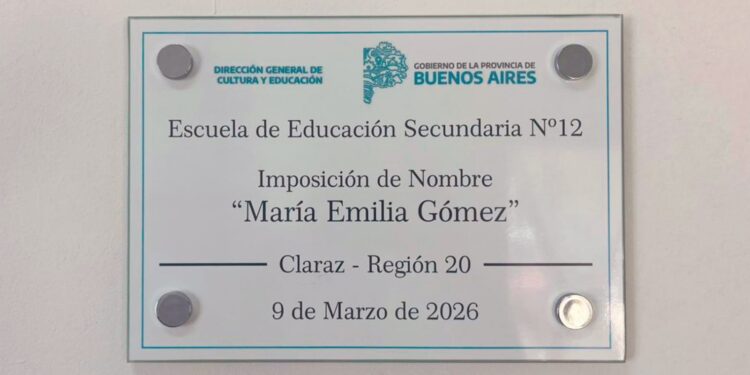 DIRECCIÓN GENERAL DE
CULTURA Y EDUCACIÓN
GOBIERNO DE LA PROVINCIA DE
BUENOS AIRES
Escuela de Educación Secundaria Nº12
Imposición de Nombre
“María Emilia Gómez”
Claraz - Región 20
9 de Marzo de 2026